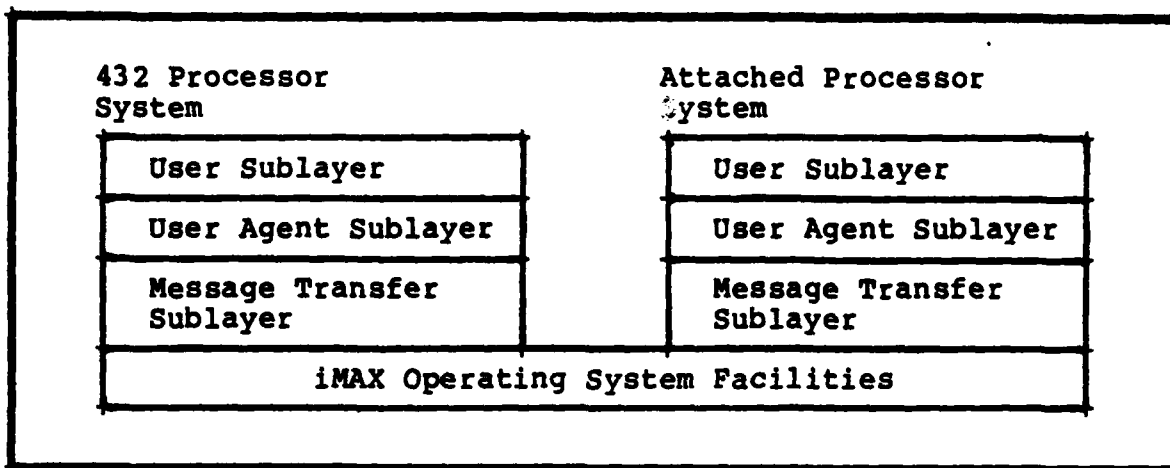 432 Processor
System
User Sublayer
User Agent Sublayer
Message Transfer
Sublayer
Attached Processor
System
User Sublayer
User Agent Sublayer
Message Transfer
Sublayer
iMAX Operating System Facilities